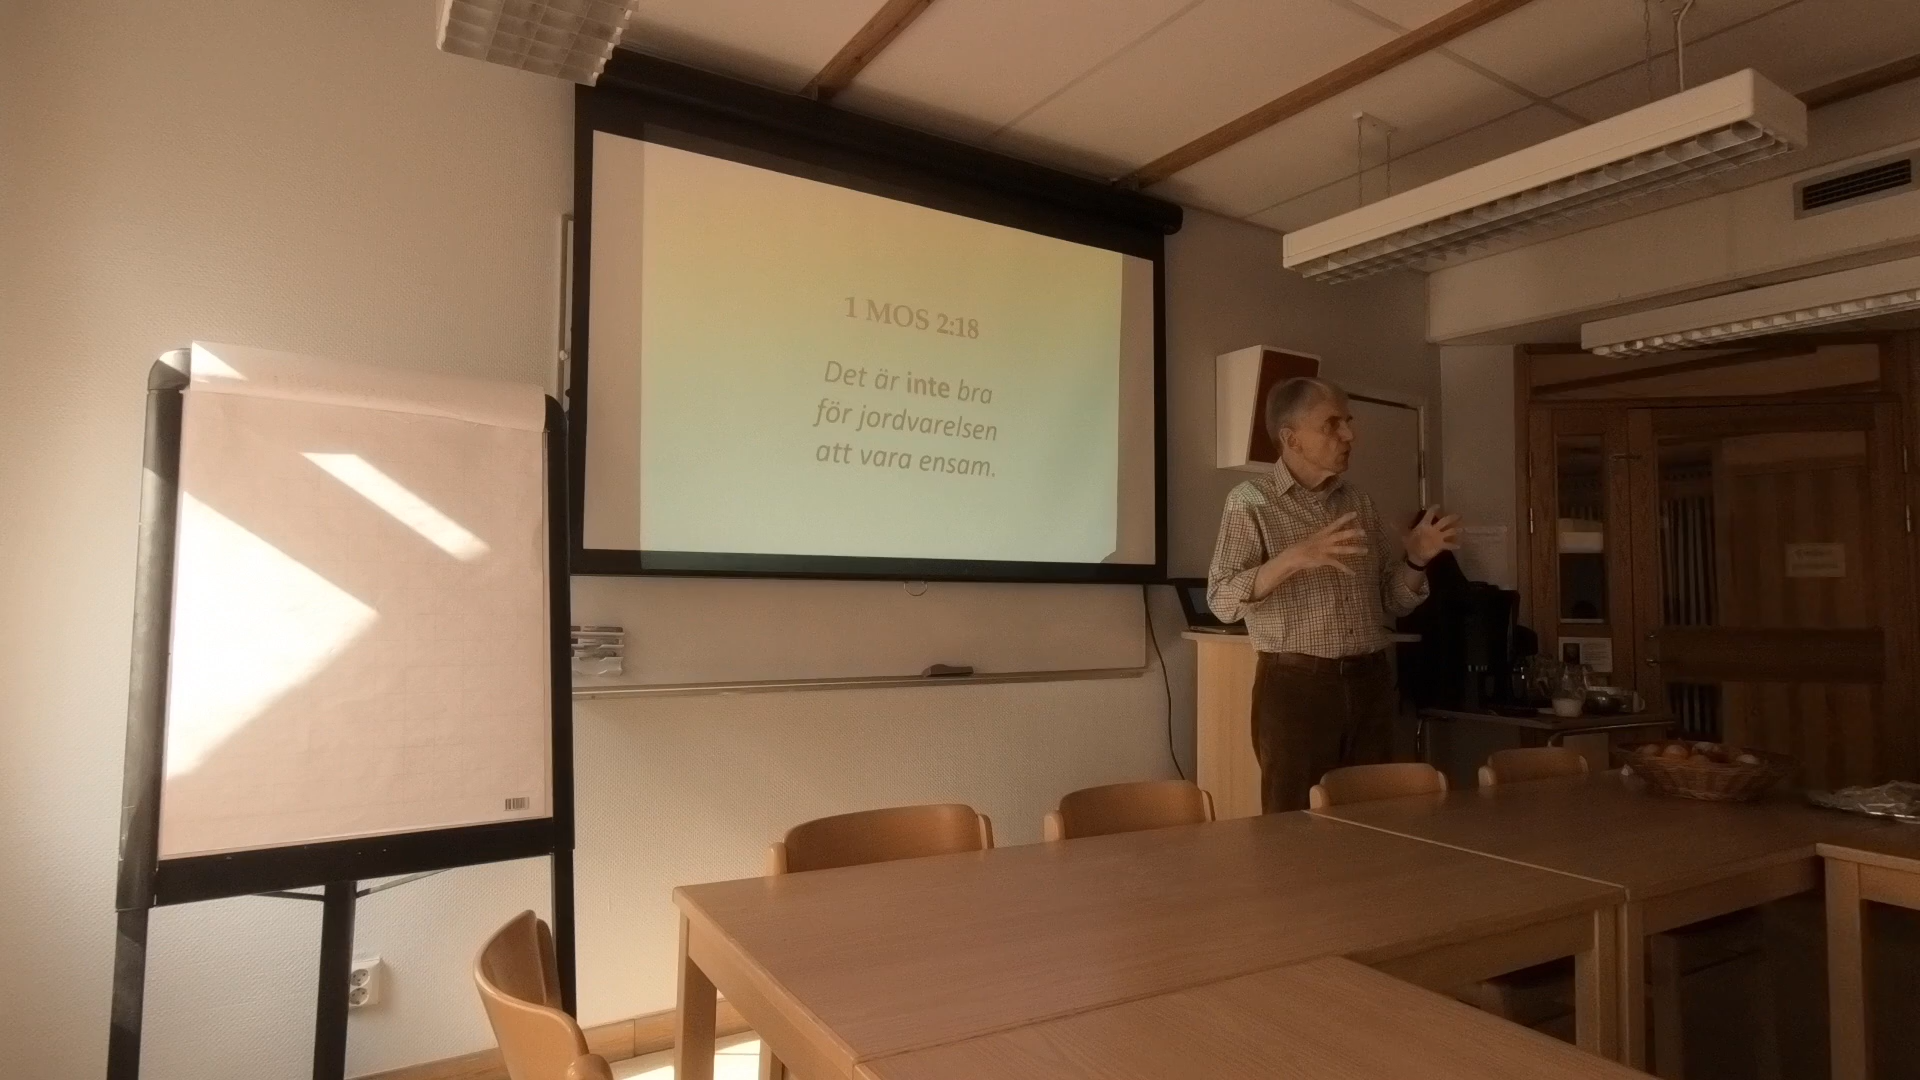 1 MOS 2:18
Det är inte bra
för jordvarelsen
att vara ensam.